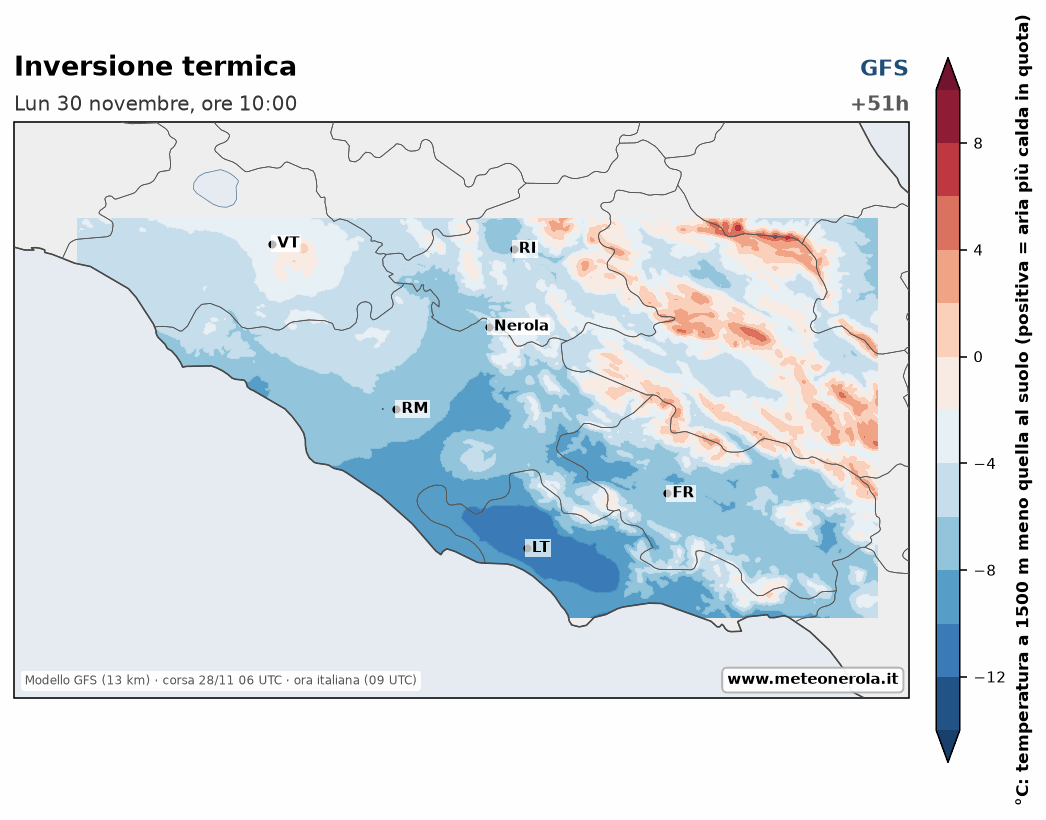 Inversione termica
GFS
Lun 30 novembre, ore 10:00
+51h
VT
RI
Nerola
RM
FR
LT
8
4
0
−4
−8
−12
°C: temperatura a 1500 m meno quella al suolo (positiva = aria più calda in quota)
Modello GFS (13 km) · corsa 28/11 06 UTC · ora italiana (09 UTC)
www.meteonerola.it